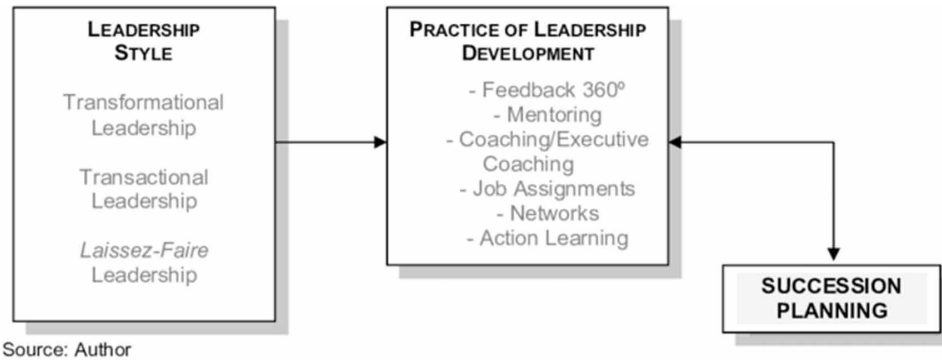 LEADERSHIP
STYLE
Transformational
Leadership
Transactional
Leadership
Laissez-Faire
Leadership
PRACTICE OF LEADERSHIP
DEVELOPMENT
- Feedback 360º
- Mentoring
- Coaching/Executive
Coaching
- Job Assignments
- Networks
- Action Learning
SUCCESSION
PLANNING
Source: Author